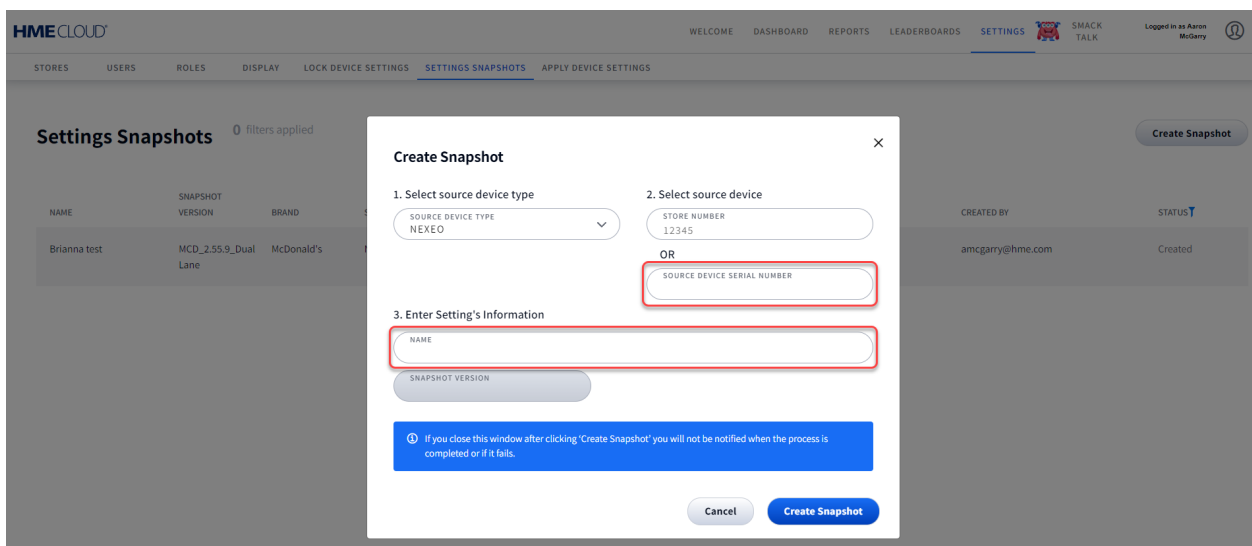 HME CLOUD®
WELCOME DASHBOARD REPORTS LEADERBOARDS SETTINGS SMACK TALK
Logged in as Aaron McGarry
STORES USERS ROLES DISPLAY LOCK DEVICE SETTINGS SETTINGS SNAPSHOTS APPLY DEVICE SETTINGS
Settings Snapshots 0 filters applied
Create Snapshot
NAME SNAPSHOT VERSION BRAND CREATED BY STATUS
Brianna test MCD_2.55.9_Dual Lane McDonald's amcgarry@hme.com Created
Create Snapshot
1. Select source device type
SOURCE DEVICE TYPE
NEXEO
2. Select source device
STORE NUMBER
12345
OR
SOURCE DEVICE SERIAL NUMBER
3. Enter Setting's Information
NAME
SNAPSHOT VERSION
If you close this window after clicking 'Create Snapshot' you will not be notified when the process is
completed or if it fails.
Cancel Create Snapshot